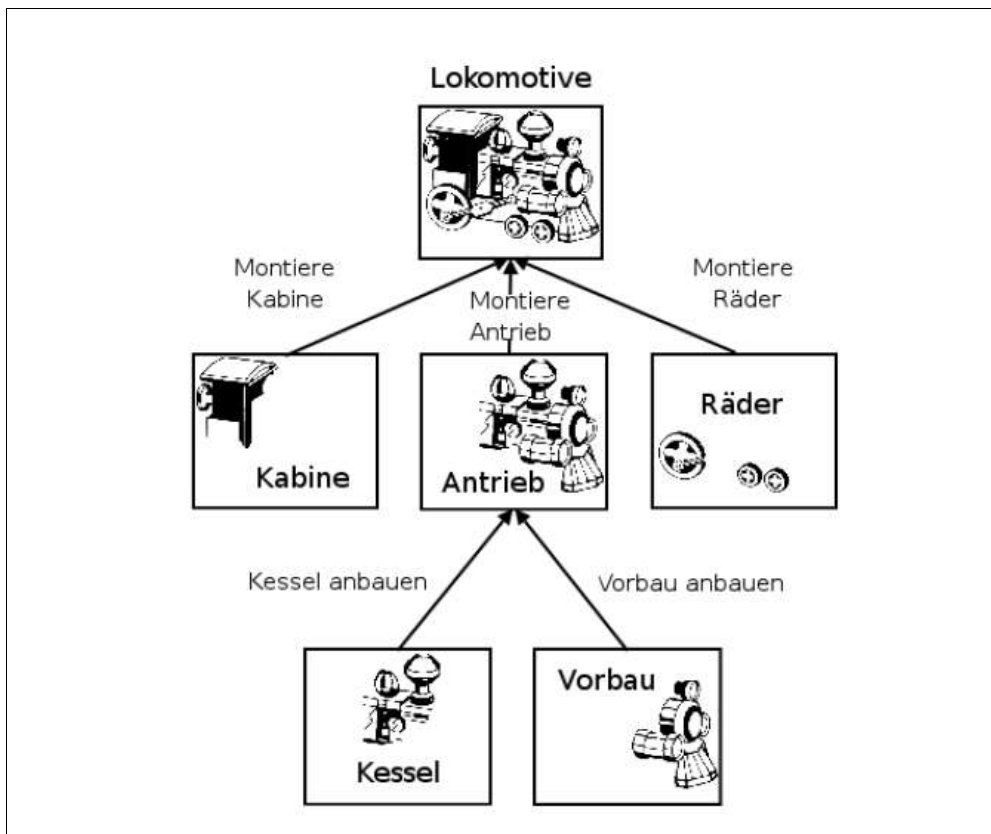 Lokomotive
Montiere
Kabine
Montiere
Antrieb
Montiere
Räder
Kabine
Antrieb
Räder
Kessel anbauen
Vorbau anbauen
Kessel
Vorbau